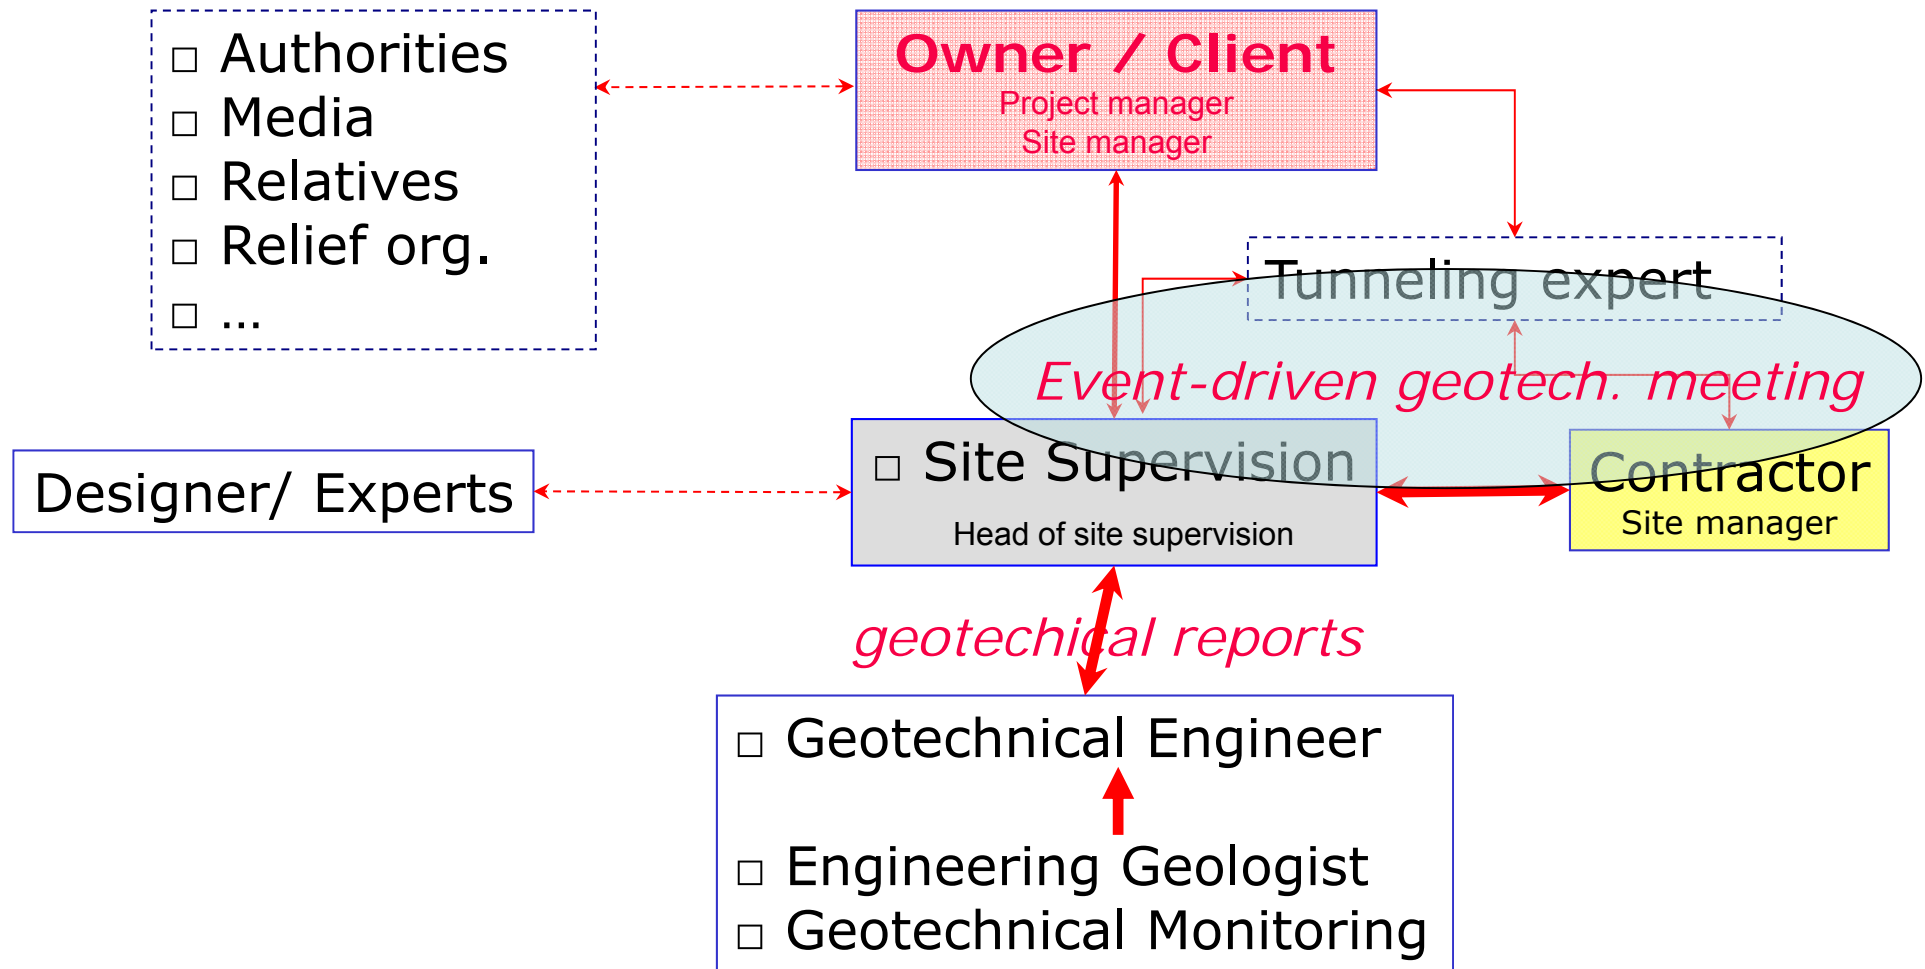 □ Authorities
□ Media
□ Relatives
□ Relief org.
□ ...
Owner / Client
Project manager
Site manager
Tunneling expert
Event-driven geotech. meeting
Designer/ Experts
□ Site Supervision
Head of site supervision
Contractor
Site manager
geotechical reports
□ Geotechnical Engineer
□ Engineering Geologist
□ Geotechnical Monitoring